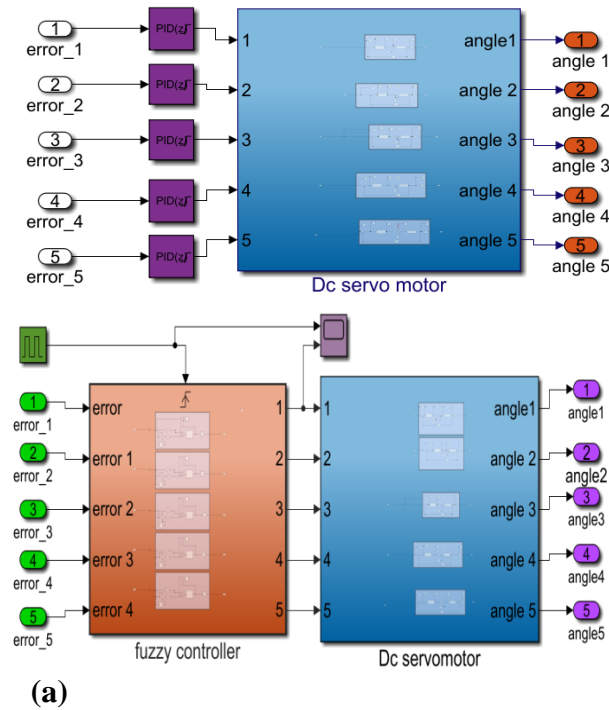 1 PID(z) 1 angle1 1
error_1 angle 1
2 PID(z) 2 angle 2 2
error_2 angle 2
3 PID(z) 3 angle 3 3
error_3 angle 3
4 PID(z) 4 angle 4 4
error_4 angle 4
5 PID(z) 5 angle 5 5
error_5 angle 5
Dc servo motor
1 error 1 1 angle1 1
error_1 angle1
2 error 1 2 2 angle 2 2
error_2 angle2
3 error 2 3 3 angle 3 3
error_3 angle3
4 error 3 4 4 angle 4 4
error_4 angle4
5 error 4 5 5 angle 5 5
error_5 angle5
fuzzy controller Dc servomotor
(a)